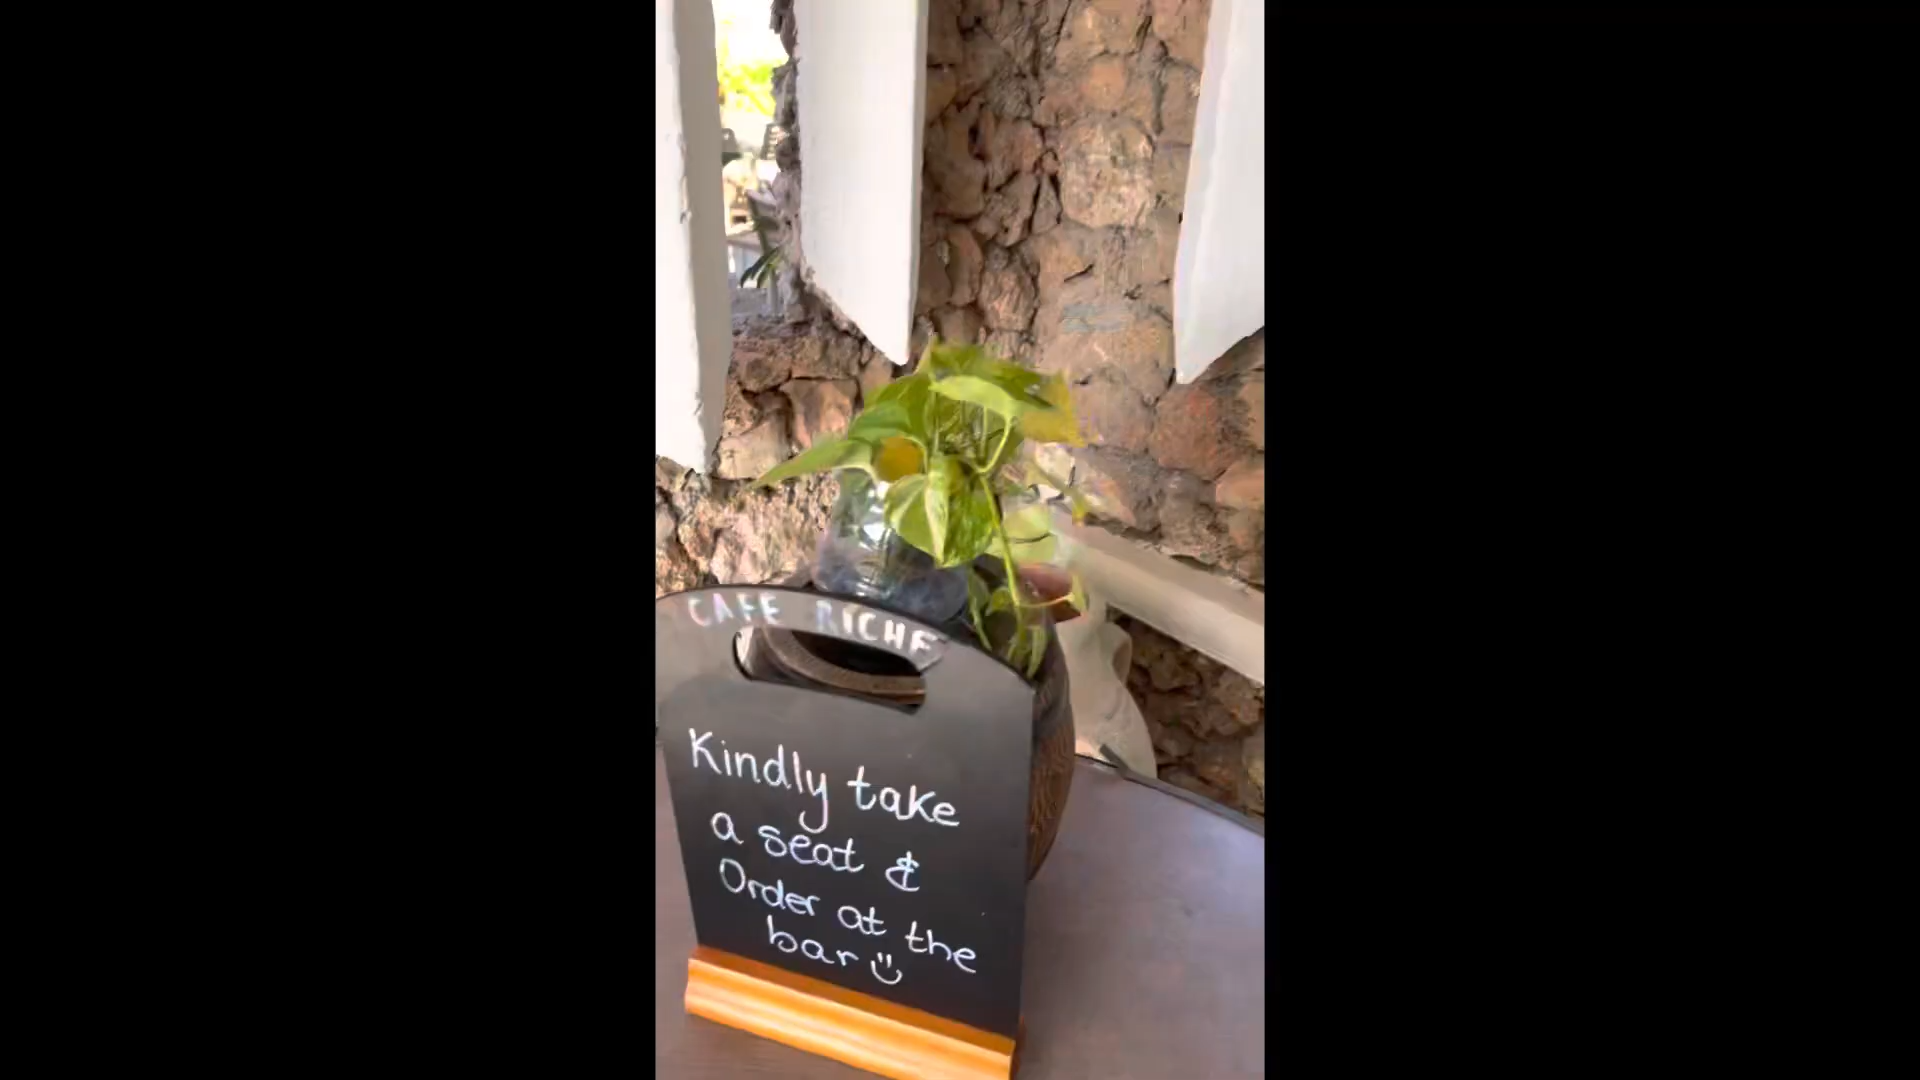 CAFE RICHE
Kindly take
a seat &
Order at the
bar